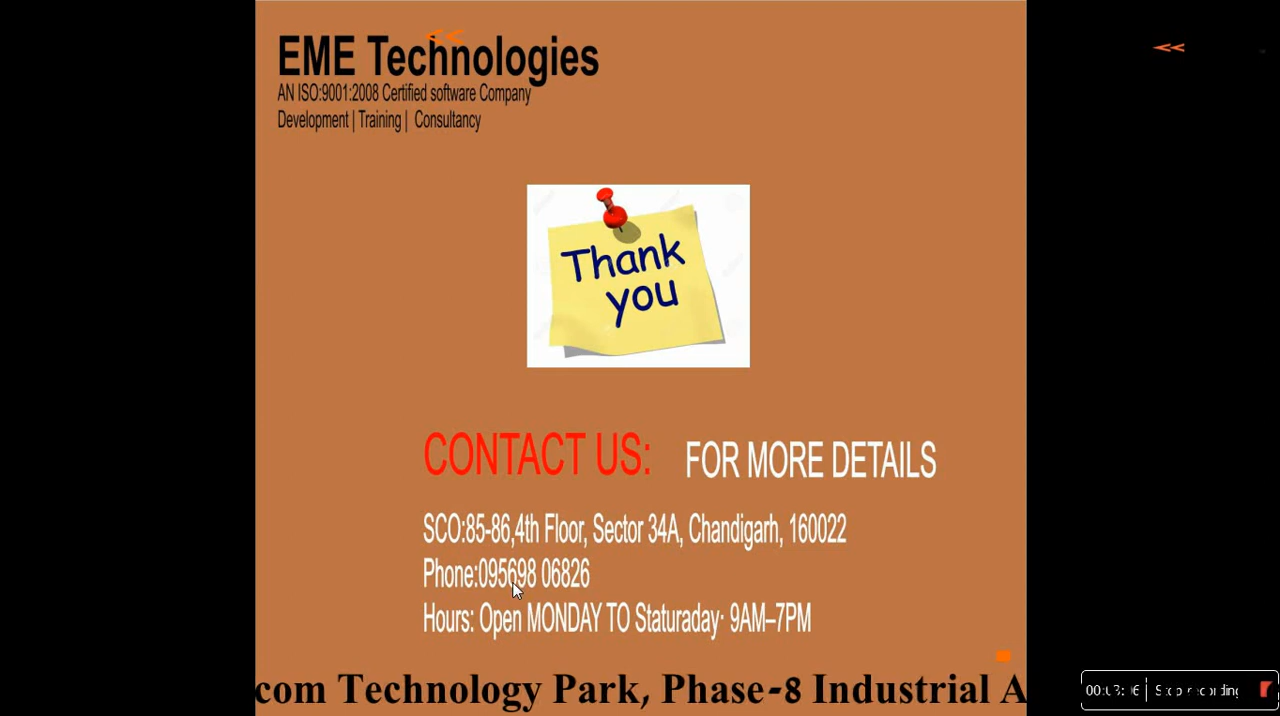 EME Technologies
AN ISO:9001:2008 Certified software Company
Development | Training | Consultancy
Thank
you
CONTACT US: FOR MORE DETAILS
SCO:85-86,4th Floor, Sector 34A, Chandigarh, 160022
Phone:095698 06826
Hours: Open MONDAY TO Staturaday· 9AM–7PM
com Technology Park, Phase-8 Industrial A
Stop recording